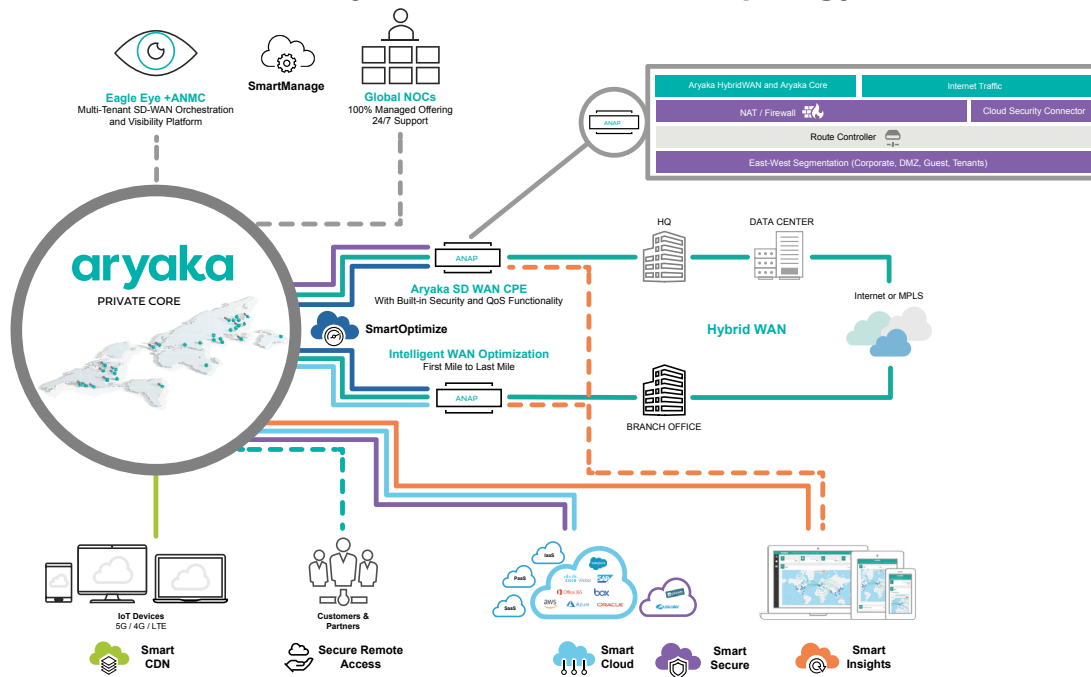 SmartManage
Eagle Eye +ANMC
Multi-Tenant SD-WAN Orchestration
and Visibility Platform
Global NOCs
100% Managed Offering
24/7 Support
ANAP
Aryaka HybridWAN and Aryaka Core
Internet Traffic
NAT / Firewall
Cloud Security Connector
Route Controller
East-West Segmentation (Corporate, DMZ, Guest, Tenants)
aryaka
PRIVATE CORE
ANAP
Aryaka SD WAN CPE
With Built-in Security and QoS Functionality
SmartOptimize
Intelligent WAN Optimization
First Mile to Last Mile
ANAP
HQ
DATA CENTER
Internet or MPLS
Hybrid WAN
BRANCH OFFICE
IoT Devices
5G / 4G / LTE
Smart
CDN
Customers &
Partners
Secure Remote
Access
IaaS
PaaS
SaaS
Office 365
SAP
box
aws
Azure
ORACLE
Smart
Cloud
zscaler
Smart
Secure
Smart
Insights